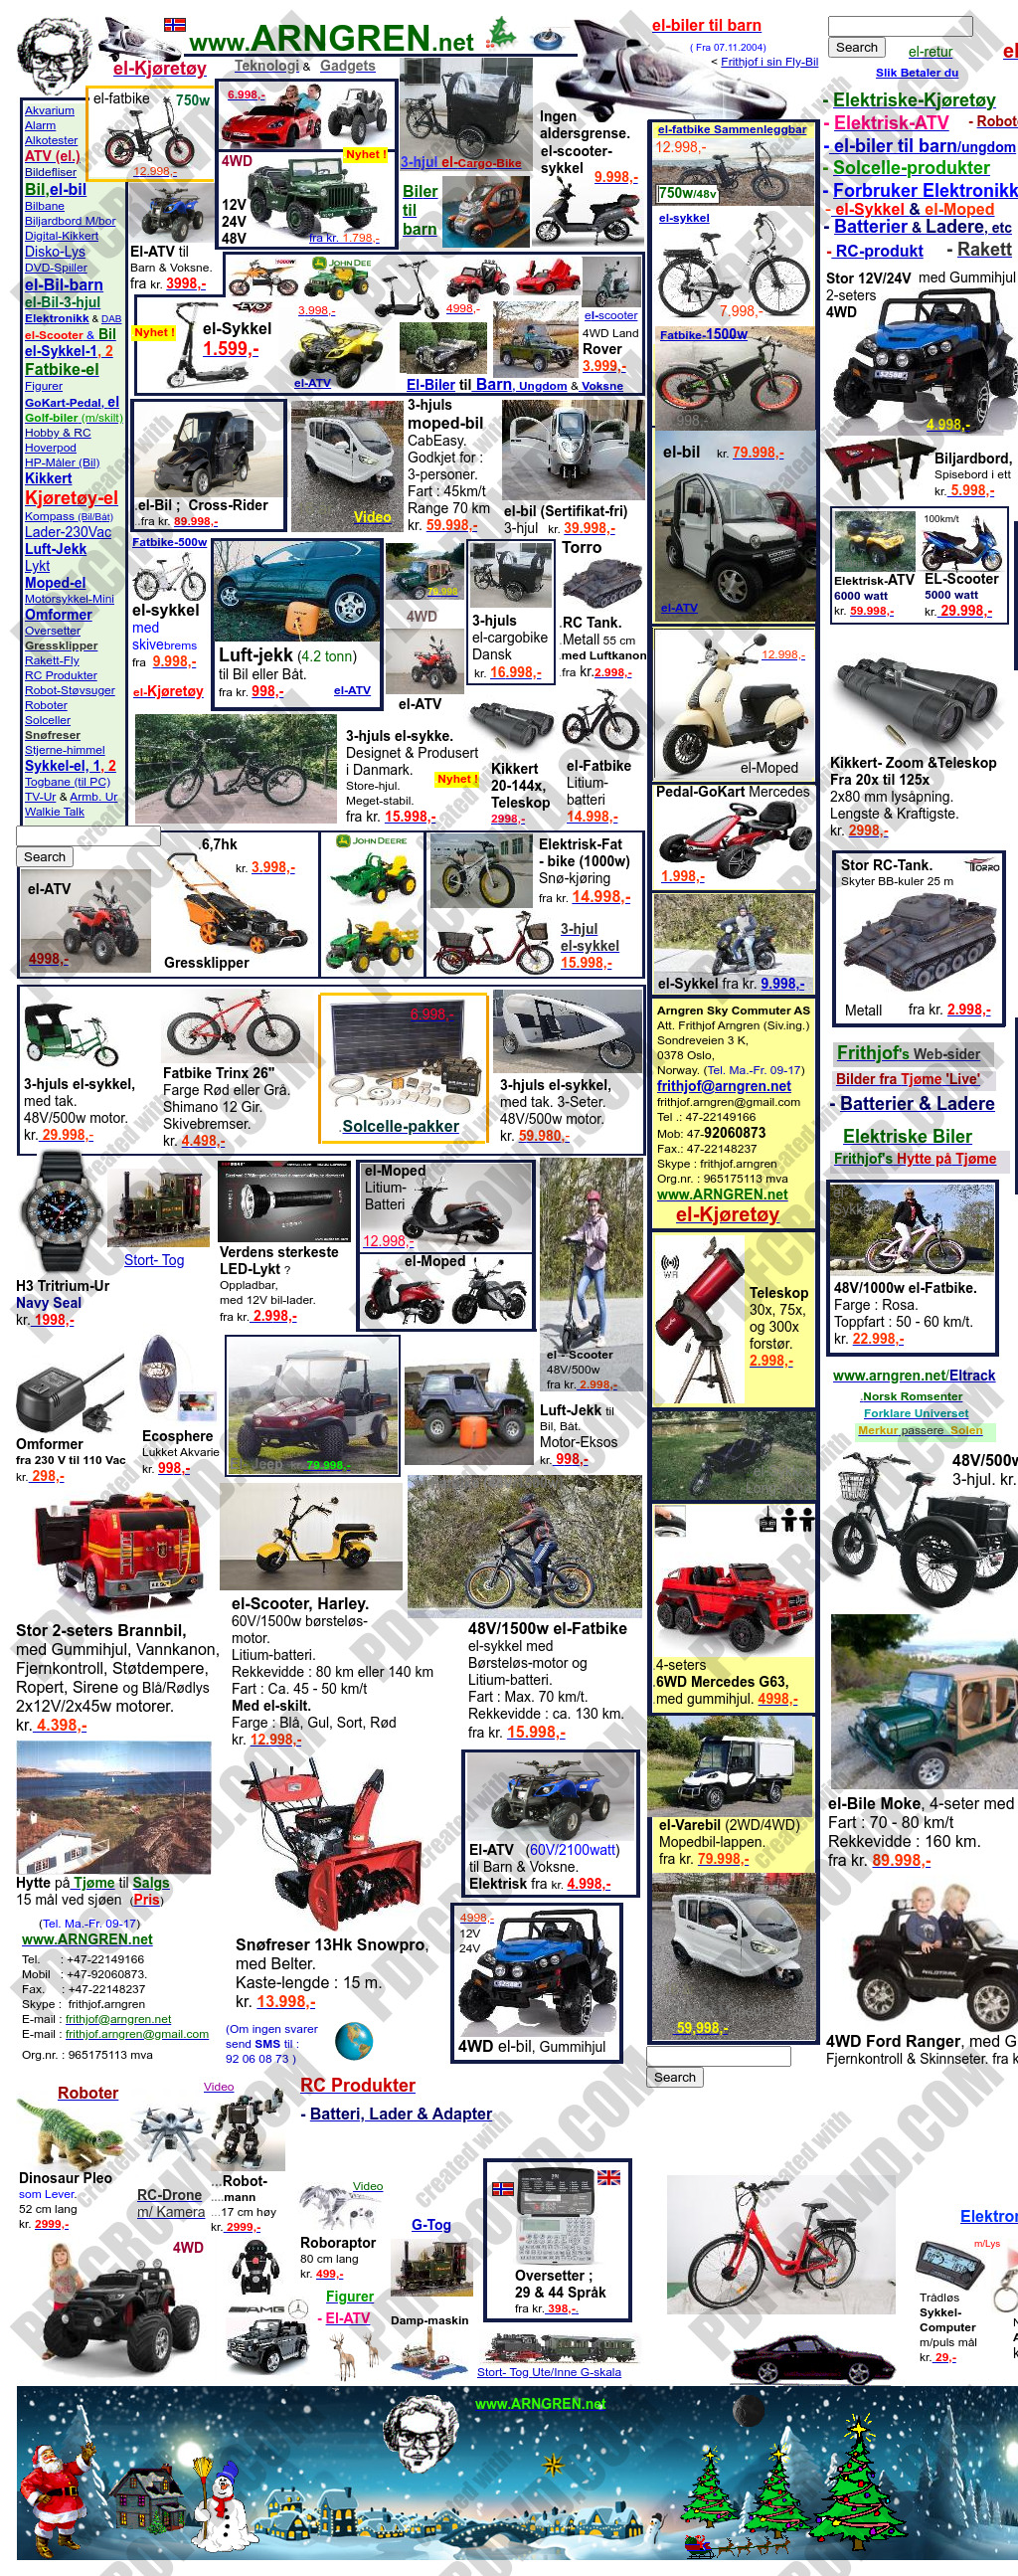 www.ARNGREN.net
el-biler til barn
Search
el-retur
( Fra 07.11.2004)
< Frithjof i sin Fly-Bil
Slik Betaler du
el-Kjørетøy
Teknologi & Gadgets
- Elektriske-Kjøretøy
- Elektrisk-ATV
- el-biler til barn/ungdom
- Solcelle-produkter
- Forbruker Elektronikk
- el-Sykkel & el-Moped
- Batterier & Ladere, etc
- RC-produkt
- Rakett
Akvarium
Alarm
Alkotester
ATV (el.)
Bildefliser
Bil,el-bil
Bilbane
Biljardbord M/bor
Digital-Kikkert
Disko-Lys
DVD-Spiller
el-Bil-barn
el-Bil-3-hjul
Elektronikk & DAB
el-Scooter & Bil
el-Sykkel-1, 2
Fatbike-el
Figurer
GoKart-Pedal, el
Golf-biler (m/skilt)
Hobby & RC
Hoverpod
HP-Måler (Bil)
Kikkert
Kjøretøy-el
Kompass (Bil/Båt)
Lader-230Vac
Luft-Jekk
Lykt
Moped-el
Motorsykkel-Mini
Omformer
Oversetter
Gressklipper
Rakett-Fly
RC Produkter
Robot-Støvsuger
Roboter
Solceller
Snøfreser
Stjerne-himmel
Sykkel-el, 1, 2
Togbane (til PC)
TV-Ur & Armb. Ur
Walkie Talk
Search
el-fatbike 750w
12.998,-
6.998,-
4WD
Nyhet !
12V
24V
48V
fra kr. 1.798,-
3-hjul el-Cargo-Bike
Biler
til
barn
Ingen
aldersgrense.
el-scooter-
sykkel 9.998,-
El-ATV til
Barn & Voksne.
fra kr. 3998,-
JOHN DEERE
3.998,-
4998,-
el-scooter
Nyhet !
el-Sykkel
1.599,-
el-ATV
4WD Land
Rover
3.999,-
El-Biler til Barn, Ungdom & Voksne
el-fatbike Sammenleggbar
12.998,-
750w/48v
el-sykkel
7.998,-
Fatbike-1500w
el-bil kr. 79.998,-
el-ATV
Stor 12V/24V med Gummihjul
2-seters
4WD
4.998,-
Biljardbord,
Spisebord i ett
kr. 5.998,-
.el-Bil ; Cross-Rider
..fra kr. 89.998,-
Video
3-hjuls
moped-bil
CabEasy.
Godkjet for :
3-personer.
Fart : 45km/t
Range 70 km
kr. 59.998,-
el-bil (Sertifikat-fri)
3-hjul kr. 39.998,-
100km/t
Elektrisk-ATV
6000 watt
kr. 59.998,-
EL-Scooter
5000 watt
kr. 29.998,-
Fatbike-500w
el-sykkel
med
skivebrems
fra 9.998,-
el-Kjøretøy
Luft-jekk (4.2 tonn)
til Bil eller Båt.
fra kr. 998,-
el-ATV
79.998
4WD
el-ATV
3-hjuls
el-cargobike
Dansk
kr. 16.998,-
Torro
.RC Tank.
.Metall 55 cm
.med Luftkanon
.fra kr.2.998,-
12.998,-
el-Moped
Kikkert- Zoom &Teleskop
Fra 20x til 125x
2x80 mm lysåpning.
Lengste & Kraftigste.
kr. 2998,-
3-hjuls el-sykke.
Designet & Produsert
i Danmark.
Store-hjul.
Meget-stabil.
fra kr. 15.998,-
Nyhet !
Kikkert
20-144x,
Teleskop
2998,-
el-Fatbike
Litium-
batteri
14.998,-
Pedal-GoKart Mercedes
1.998,-
Stor RC-Tank.
Skyter BB-kuler 25 m
TORRO
Metall fra kr. 2.998,-
el-ATV
4998,-
.6,7hk
kr. 3.998,-
Gressklipper
JOHN DEERE
Elektrisk-Fat
- bike (1000w)
Snø-kjøring
fra kr. 14.998,-
3-hjul
el-sykkel
15.998,-
el-Sykkel fra kr. 9.998,-
3-hjuls el-sykkel,
med tak.
48V/500w motor.
kr. 29.998,-
Fatbike Trinx 26"
Farge Rød eller Grå.
Shimano 12 Gir.
Skivebremser.
kr. 4.498,-
6.998,-
.Solcelle-pakker
3-hjuls el-sykkel,
med tak. 3-Seter.
48V/500w motor.
kr. 59.980,-
Arngren Sky Commuter AS
Att. Frithjof Arngren (Siv.ing.)
Sondreveien 3 K,
0378 Oslo,
Norway. (Tel. Ma.-Fr. 09-17)
frithjof@arngren.net
frithjof.arngren@gmail.com
Tel .: 47-22149166
Mob: 47-92060873
Fax.: 47-22148237
Skype : frithjof.arngren
Org.nr. : 965175113 mva
www.ARNGREN.net
el-Kjøretøy
Frithjof's Web-sider
Bilder fra Tjøme 'Live'
- Batterier & Ladere
Elektriske Biler
Frithjof's Hytte på Tjøme
H3 Tritrium-Ur
Navy Seal
kr. 1998,-
Stort- Tog
Verdens sterkeste
LED-Lykt ?
Oppladbar,
med 12V bil-lader.
fra kr. 2.998,-
el-Moped
Litium-
Batteri
12.998,-
el-Moped
el - Scooter
48V/500w
fra kr. 2.998,-
Teleskop
30x, 75x,
og 300x
forstør.
2.998,-
48V/1000w el-Fatbike.
Farge : Rosa.
Toppfart : 50 - 60 km/t.
kr. 22.998,-
www.arngren.net/Eltrack
.Norsk Romsenter
Forklare Universet
Merkur passere Solen
Omformer
fra 230 V til 110 Vac
kr. 298,-
Ecosphere
Lukket Akvarie
kr. 998,-
Jeep kr. 79.998,-
Luft-Jekk til
Bil, Båt.
Motor-Eksos
kr. 998,-
Stor 2-seters Brannbil,
med Gummihjul, Vannkanon,
Fjernkontroll, Støtdempere,
Ropert, Sirene og Blå/Rødlys
2x12V/2x45w motorer.
kr. 4.398,-
el-Scooter, Harley.
60V/1500w børsteløs-
motor.
Litium-batteri.
Rekkevidde : 80 km eller 140 km
Fart : Ca. 45 - 50 km/t
Med el-skilt.
Farge : Blå, Gul, Sort, Rød
kr. 12.998,-
48V/1500w el-Fatbike
el-sykkel med
Børsteløs-motor og
Litium-batteri.
Fart : Max. 70 km/t.
Rekkevidde : ca. 130 km.
fra kr. 15.998,-
.4-seters
.6WD Mercedes G63,
.med gummihjul. 4998,-
48V/500w
3-hjul. kr.
el-Varebil (2WD/4WD)
Mopedbil-lappen.
fra kr. 79.998,-
el-Bile Moke, 4-seter med
Fart : 70 - 80 km/t
Rekkevidde : 160 km.
fra kr. 89.998,-
Hytte på Tjøme til Salgs
15 mål ved sjøen (Pris)
(Tel. Ma.-Fr. 09-17)
www.ARNGREN.net
Tel. : +47-22149166
Mobil : +47-92060873.
Fax. : +47-22148237
Skype : frithjof.arngren
E-mail : frithjof@arngren.net
E-mail : frithjof.arngren@gmail.com
Org.nr. : 965175113 mva
Snøfreser 13Hk Snowpro,
med Belter.
Kaste-lengde : 15 m.
kr. 13.998,-
(Om ingen svarer
send SMS til :
92 06 08 73 )
El-ATV (60V/2100watt)
til Barn & Voksne.
Elektrisk fra kr. 4.998,-
4998,-
12V
24V
4WD el-bil, Gummihjul
59,998,-
Search
4WD Ford Ranger, med G
Fjernkontroll & Skinnseter. fra k
Roboter
Video
RC Produkter
- Batteri, Lader & Adapter
Dinosaur Pleo
som Lever.
52 cm lang
kr. 2999,-
RC-Drone
m/ Kamera
...Robot-
....mann
...17 cm høy
kr. 2999,-
Video
Roboraptor
80 cm lang
kr. 499,-
G-Tog
Oversetter ;
29 & 44 Språk
fra kr. 398,-.
Elektron
m/Lys
Trådløs
Sykkel-
Computer
m/puls mål
kr. 29,-
4WD
AMG
Figurer
- El-ATV
Damp-maskin
Stort- Tog Ute/Inne G-skala
www.ARNGREN.net
created with
PDFCROWD.COM